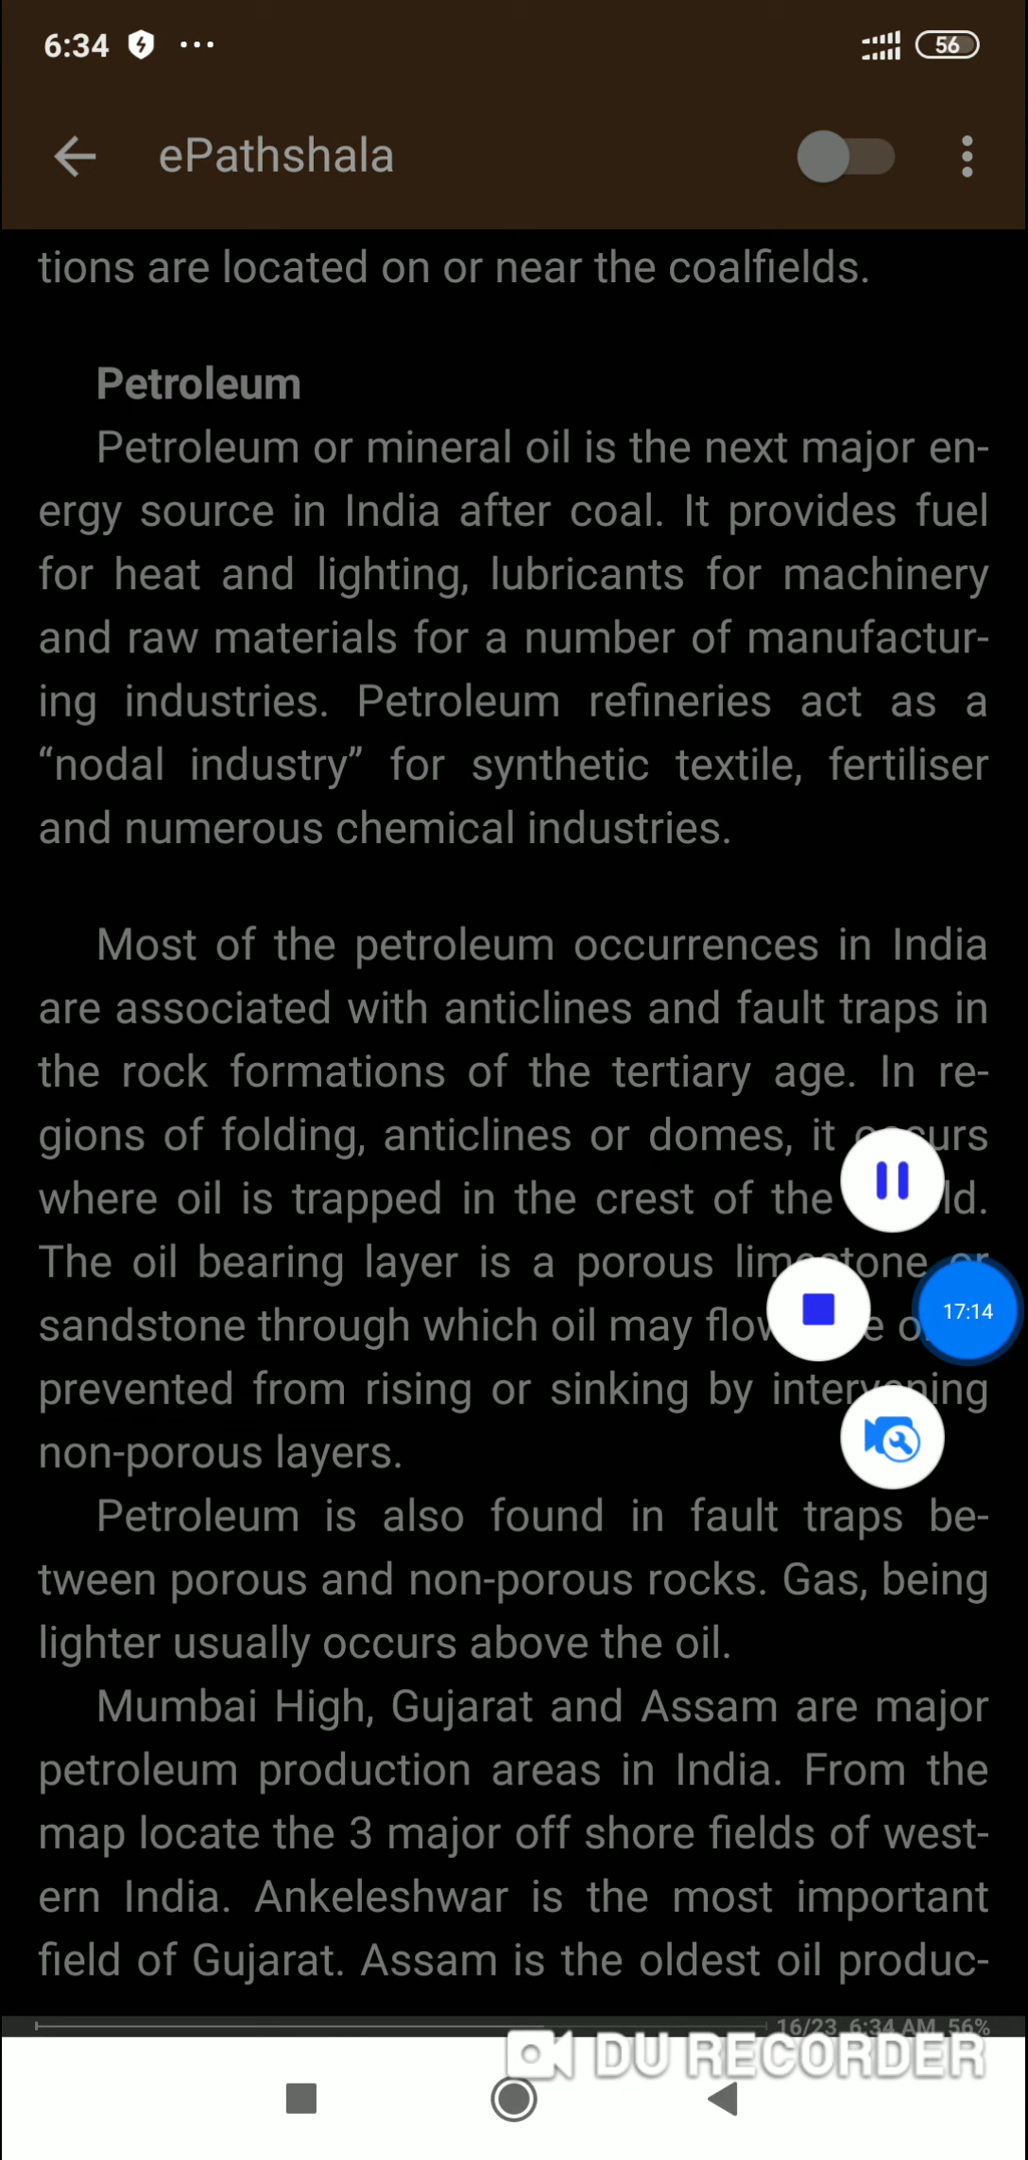 6:34 ... 56
ePathshala
tions are located on or near the coalfields.
Petroleum
Petroleum or mineral oil is the next major en-
ergy source in India after coal. It provides fuel
for heat and lighting, lubricants for machinery
and raw materials for a number of manufactur-
ing industries. Petroleum refineries act as a
“nodal industry” for synthetic textile, fertiliser
and numerous chemical industries.
Most of the petroleum occurrences in India
are associated with anticlines and fault traps in
the rock formations of the tertiary age. In re-
gions of folding, anticlines or domes, it
where oil is trapped in the crest of the
The oil bearing layer is a porous limestone or
sandstone through which oil may
17:14
prevented from rising or sinking by intervening
non-porous layers.
Petroleum is also found in fault traps be-
tween porous and non-porous rocks. Gas, being
lighter usually occurs above the oil.
Mumbai High, Gujarat and Assam are major
petroleum production areas in India. From the
map locate the 3 major off shore fields of west-
ern India. Ankeleshwar is the most important
field of Gujarat. Assam is the oldest oil produc-
16/23 6:34 AM 56%
DU RECORDER